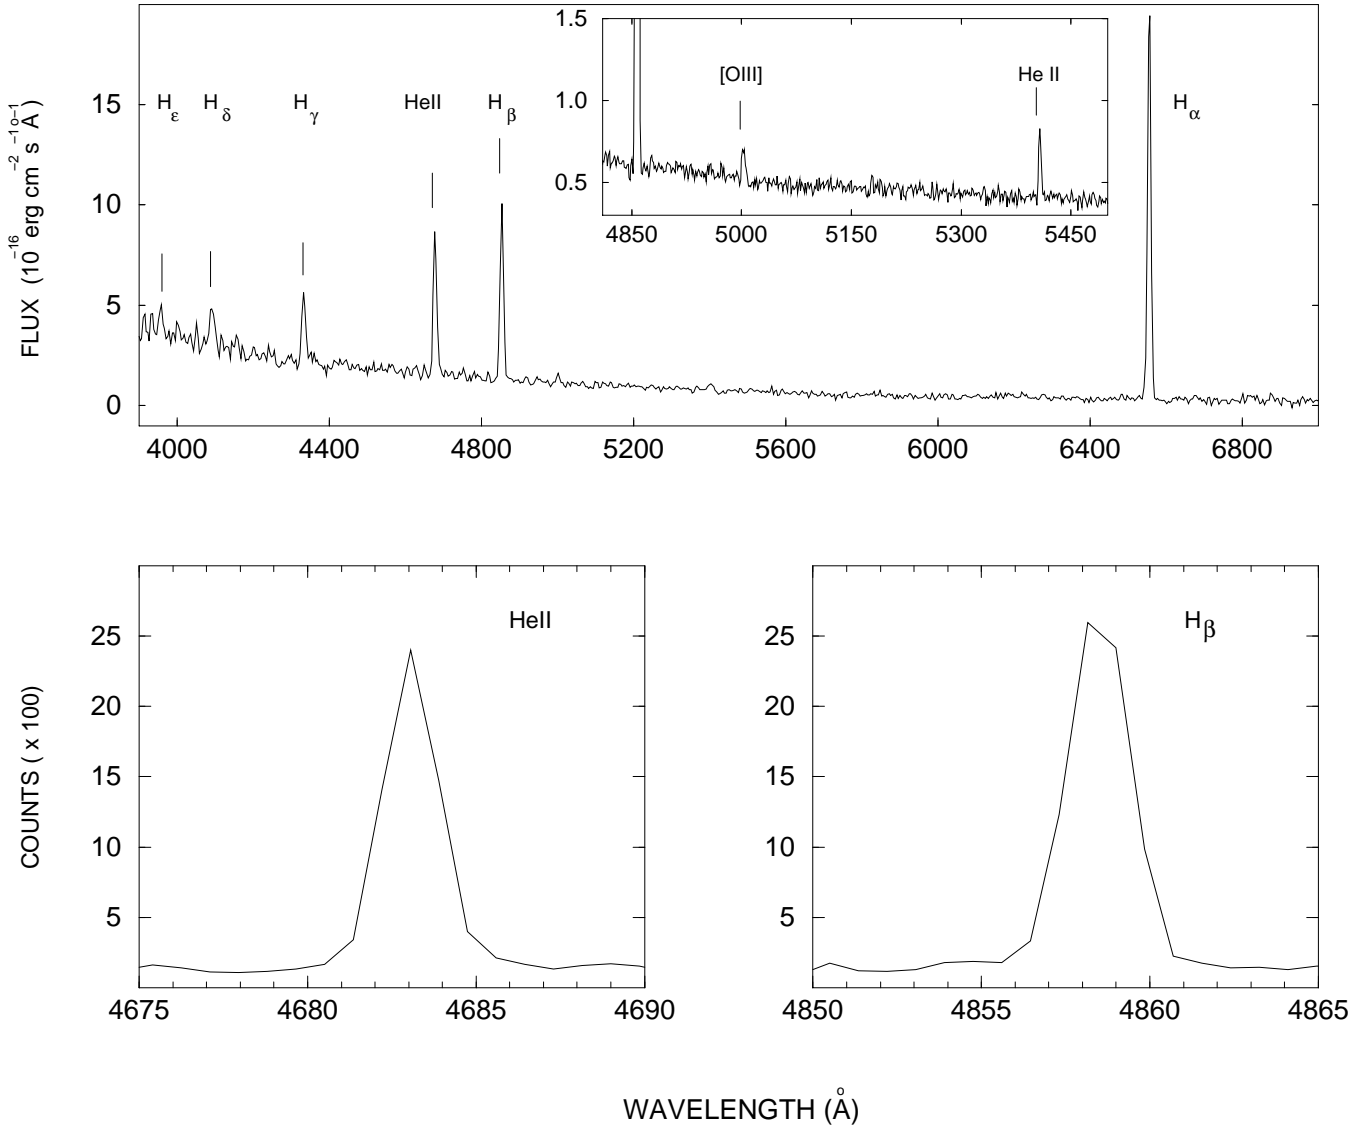 FLUX (10⁻¹⁶ erg cm⁻² s⁻¹ Å⁻¹)
15
10
5
0
Hε
Hδ
Hγ
HeII
Hβ
Hα
1.5
1.0
0.5
[OIII]
He II
4850 5000 5150 5300 5450
4000 4400 4800 5200 5600 6000 6400 6800
COUNTS ( x 100)
25
20
15
10
5
HeII
4675 4680 4685 4690
25
20
15
10
5
Hβ
4850 4855 4860 4865
WAVELENGTH (Å)